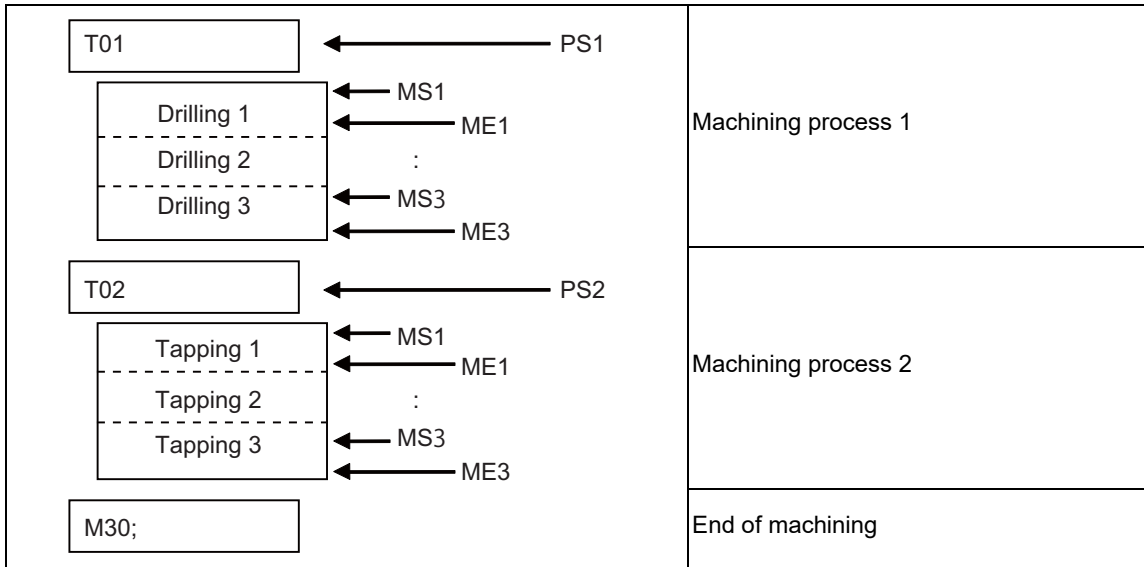 T01 PS1
MS1
Drilling 1
ME1
Machining process 1
Drilling 2 :
MS3
Drilling 3
ME3
T02 PS2
MS1
Tapping 1
ME1
Machining process 2
Tapping 2 :
Tapping 3 MS3
ME3
M30; End of machining